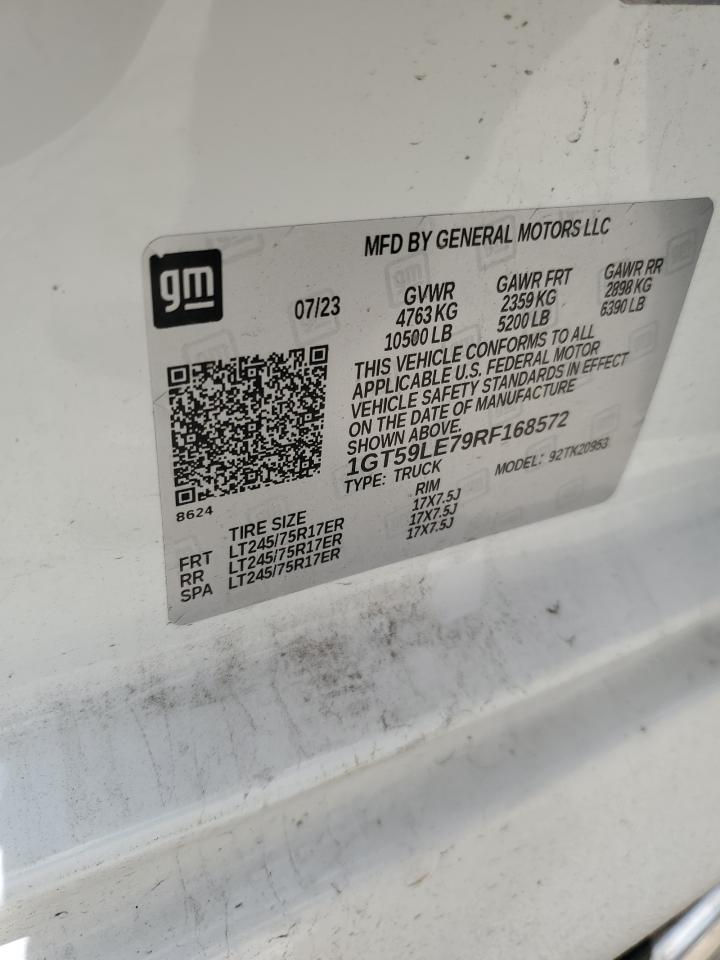 gm
MFD BY GENERAL MOTORS LLC
07/23
GVWR
4763 KG
10500 LB
GAWR FRT
2359 KG
5200 LB
GAWR RR
2898 KG
6390 LB
THIS VEHICLE CONFORMS TO ALL
APPLICABLE U.S. FEDERAL MOTOR
VEHICLE SAFETY STANDARDS IN EFFECT
ON THE DATE OF MANUFACTURE
SHOWN ABOVE.
1GT59LE79RF168572
TYPE: TRUCK
MODEL: 92TK20953
8624
TIRE SIZE
RIM
FRT LT245/75R17ER 17X7.5J
RR LT245/75R17ER 17X7.5J
SPA LT245/75R17ER 17X7.5J